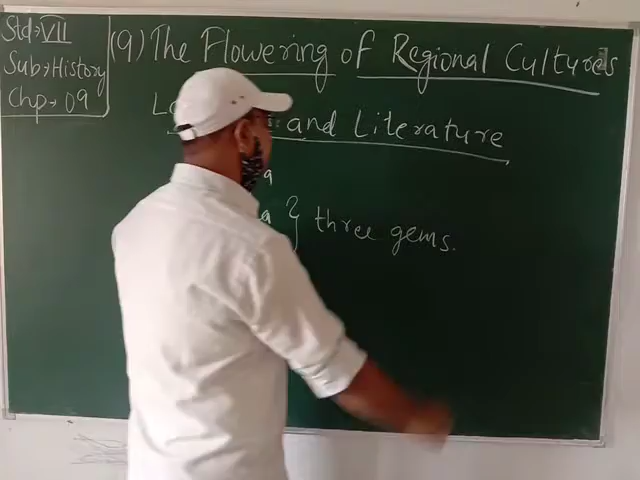 Std→VII
Sub→History
Chp→09
(9) The Flowering of Regional Cultures
and Literature
a
a } three gems.